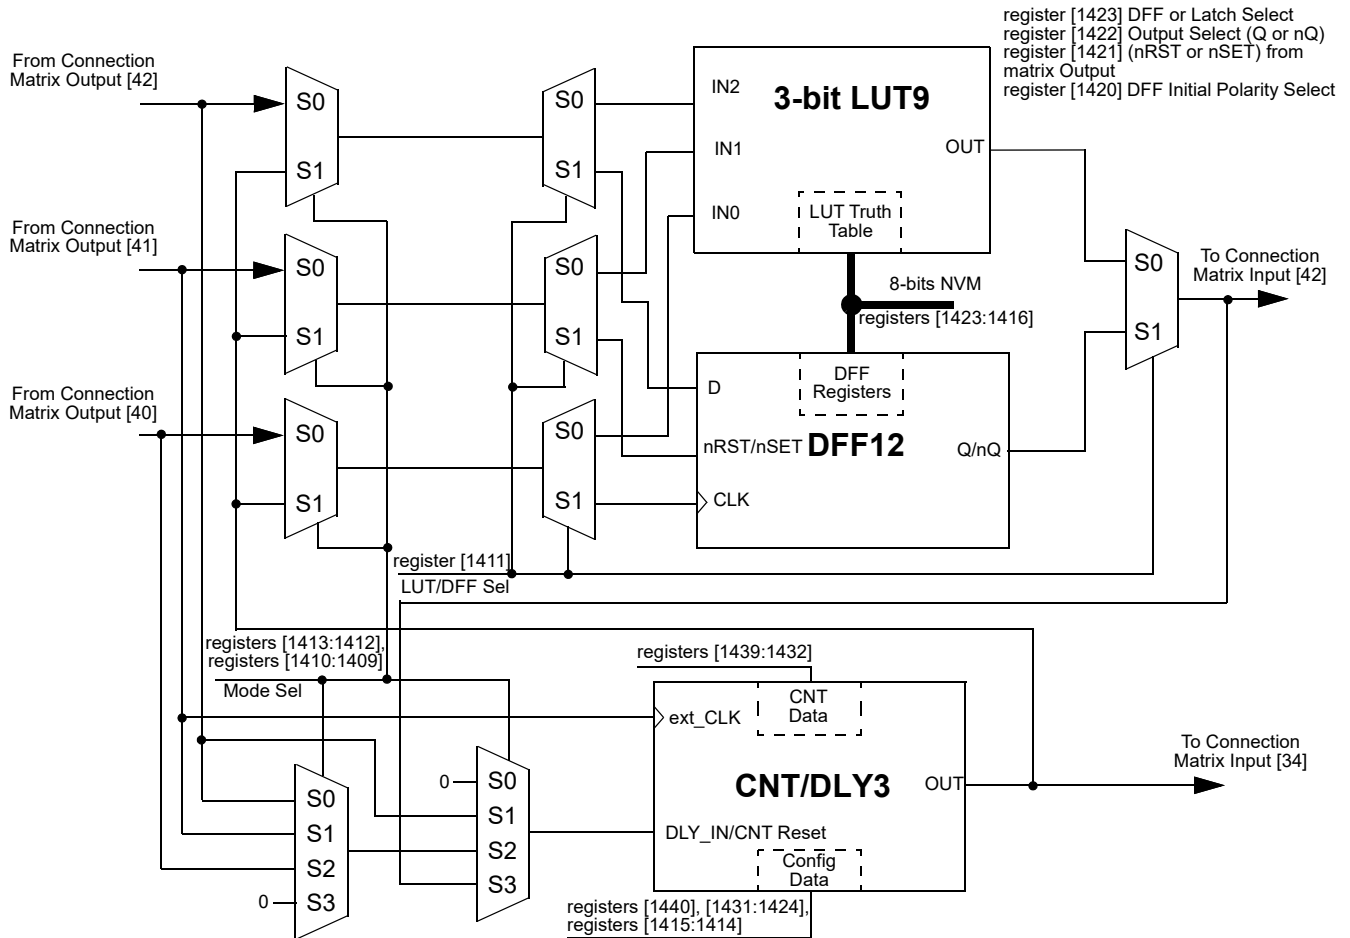 register [1423] DFF or Latch Select
register [1422] Output Select (Q or nQ)
register [1421] (nRST or nSET) from
matrix Output
register [1420] DFF Initial Polarity Select
From Connection
Matrix Output [42]
S0
S1
S0
S1
IN2
IN1
IN0
3-bit LUT9
OUT
LUT Truth
Table
From Connection
Matrix Output [41]
S0
S1
S0
S1
8-bits NVM
registers [1423:1416]
S0
S1
To Connection
Matrix Input [42]
From Connection
Matrix Output [40]
S0
S1
S0
S1
D
nRST/nSET
CLK
DFF
Registers
DFF12
Q/nQ
register [1411]
LUT/DFF Sel
registers [1413:1412],
registers [1410:1409]
Mode Sel
registers [1439:1432]
ext_CLK
CNT
Data
CNT/DLY3
OUT
DLY_IN/CNT Reset
Config
Data
To Connection
Matrix Input [34]
0
S0
S1
S2
S3
S0
S1
S2
0
S3
registers [1440], [1431:1424],
registers [1415:1414]